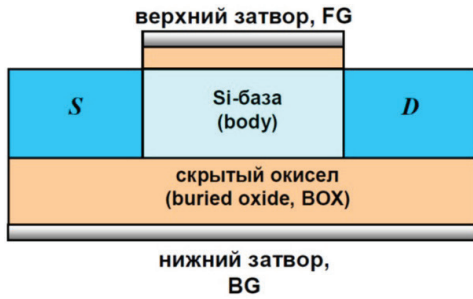 верхний затвор, FG
S
Si-база
(body)
D
скрытый окисел
(buried oxide, BOX)
нижний затвор,
BG